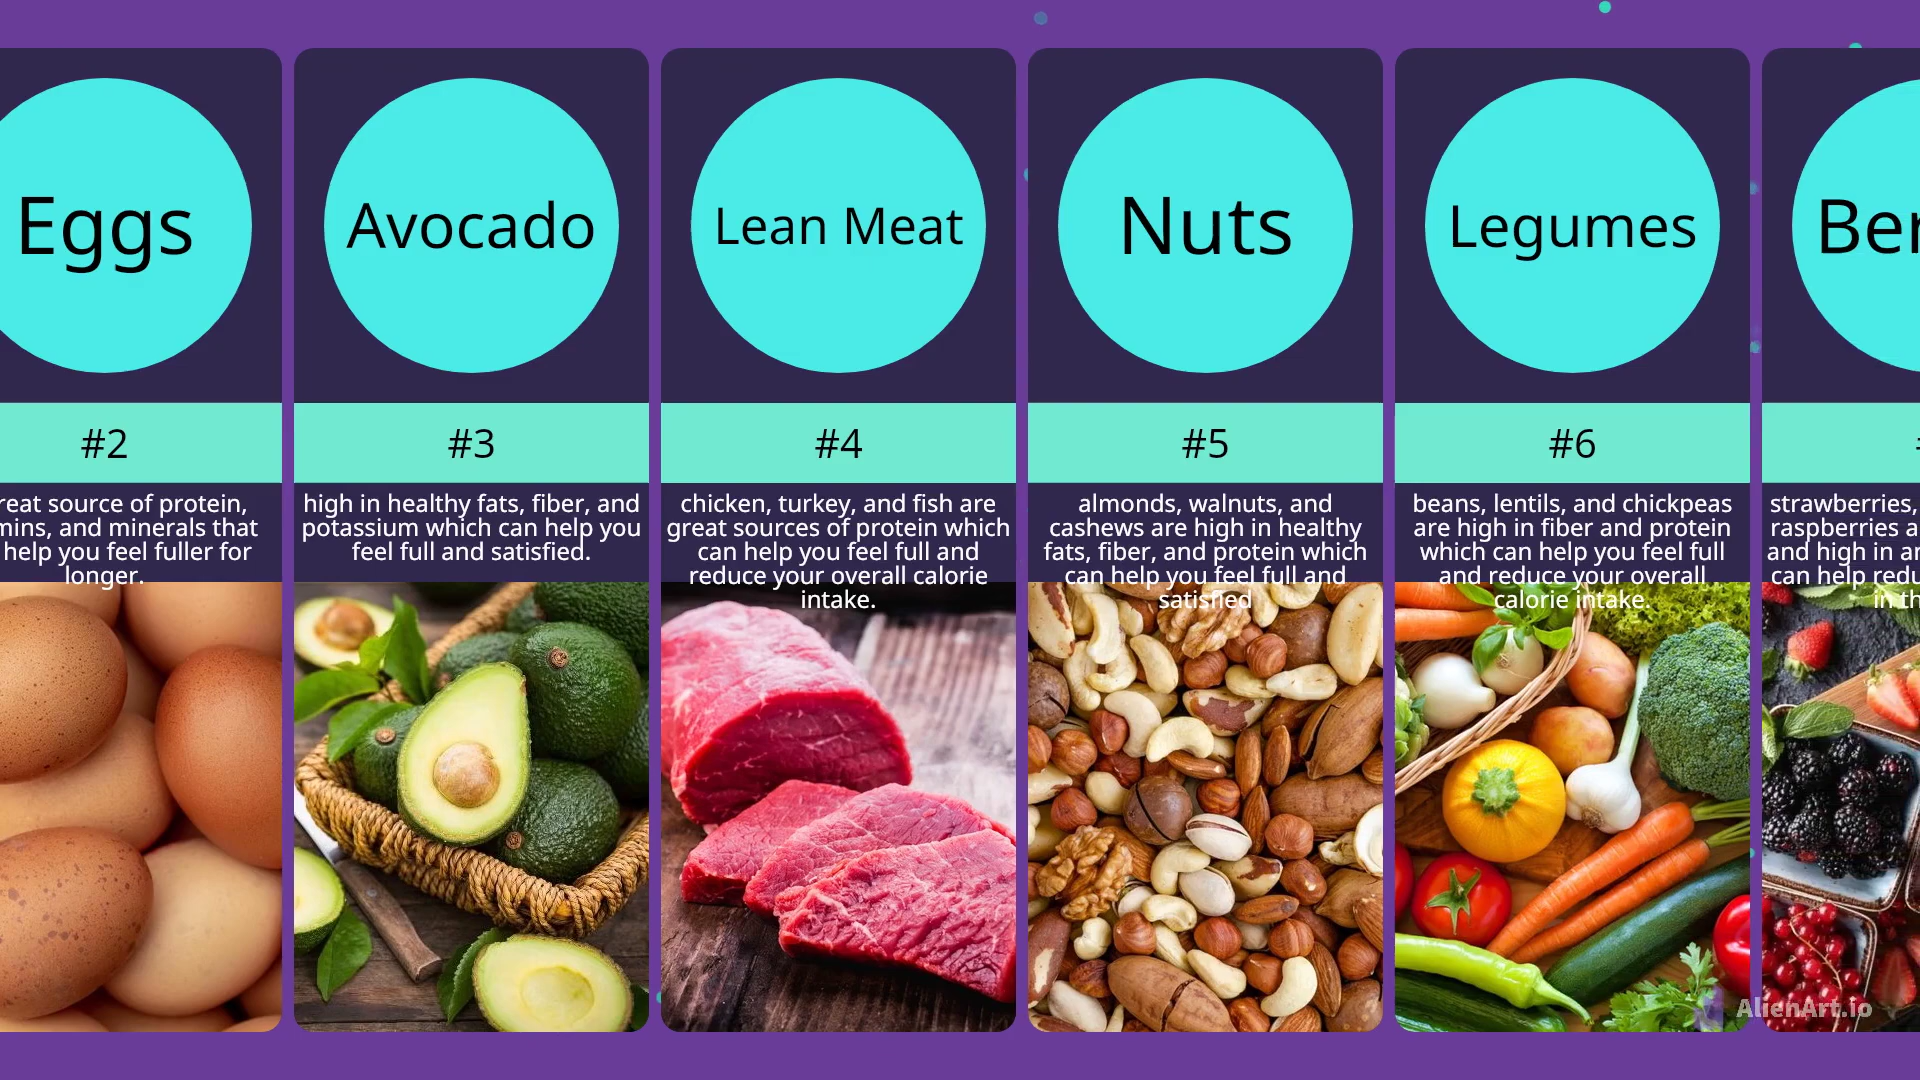 Eggs
#2
reat source of protein,
mins, and minerals that
help you feel fuller for
longer.
Avocado
#3
high in healthy fats, fiber, and
potassium which can help you
feel full and satisfied.
Lean Meat
#4
chicken, turkey, and fish are
great sources of protein which
can help you feel full and
reduce your overall calorie
intake.
Nuts
#5
almonds, walnuts, and
cashews are high in healthy
fats, fiber, and protein which
can help you feel full and
satisfied
Legumes
#6
beans, lentils, and chickpeas
are high in fiber and protein
which can help you feel full
and reduce your overall
calorie intake.
Ber
#
strawberries,
raspberries a
and high in an
can help redu
in th
AlienArt.io